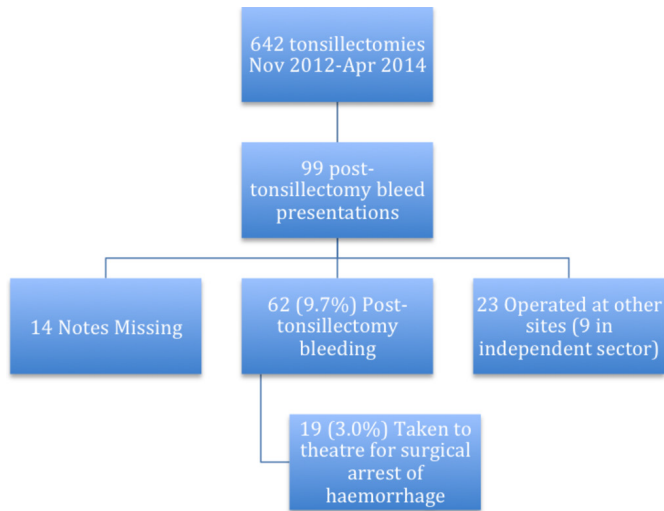 642 tonsillectomies
Nov 2012-Apr 2014
99 post-
tonsillectomy bleed
presentations
14 Notes Missing
62 (9.7%) Post-
tonsillectomy
bleeding
23 Operated at other
sites (9 in
independent sector)
19 (3.0%) Taken to
theatre for surgical
arrest of
haemorrhage